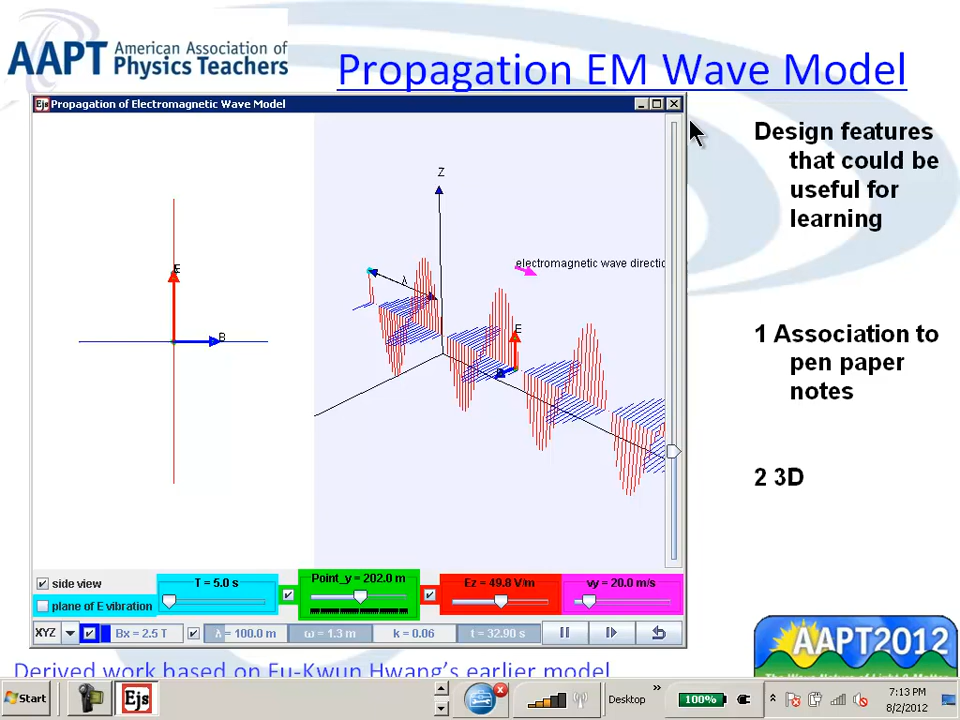 AAPT American Association of
Physics Teachers
Propagation EM Wave Model
Ejs Propagation of Electromagnetic Wave Model
Design features
that could be
useful for
learning
1 Association to
pen paper
notes
2 3D
E
B
Z
λ
electromagnetic wave directio
E
side view
plane of E vibration
T = 5.0 s
Point_y = 202.0 m
Ez = 49.8 V/m
vy = 20.0 m/s
XYZ
Bx = 2.5 T
λ = 100.0 m
ω = 1.3 m
k = 0.06
t = 32.90 s
Derived work based on Fu-Kwun Hwang's earlier model
AAPT2012
Start
Ejs
Desktop
100%
7:13 PM
8/2/2012